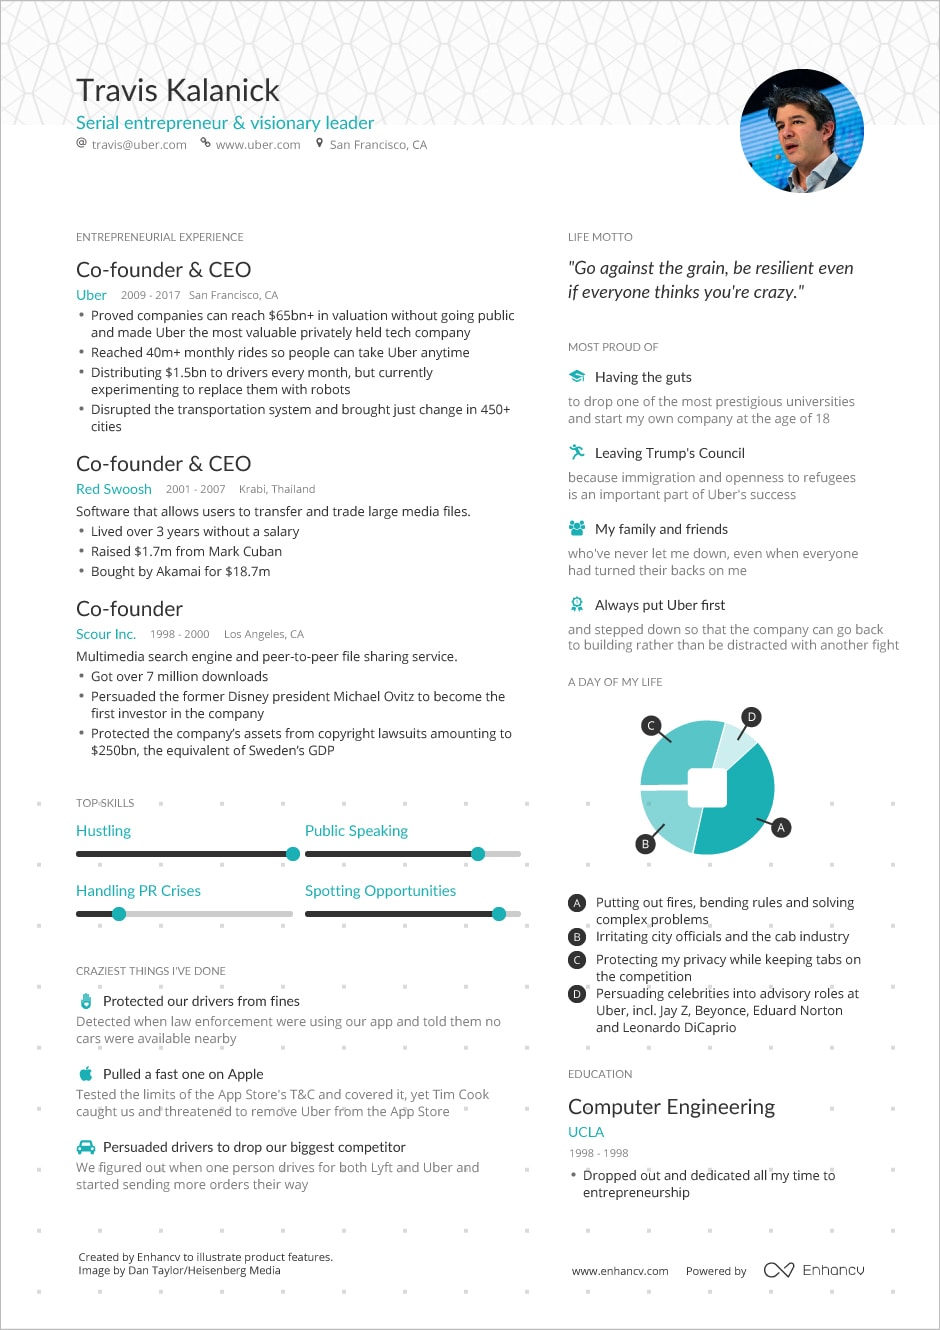 Travis Kalanick
Serial entrepreneur & visionary leader
travis@uber.com www.uber.com San Francisco, CA
ENTREPRENEURIAL EXPERIENCE
Co-founder & CEO
Uber 2009 - 2017 San Francisco, CA
• Proved companies can reach $65bn+ in valuation without going public
and made Uber the most valuable privately held tech company
• Reached 40m+ monthly rides so people can take Uber anytime
• Distributing $1.5bn to drivers every month, but currently
experimenting to replace them with robots
• Disrupted the transportation system and brought just change in 450+
cities
Co-founder & CEO
Red Swoosh 2001 - 2007 Krabi, Thailand
Software that allows users to transfer and trade large media files.
• Lived over 3 years without a salary
• Raised $1.7m from Mark Cuban
• Bought by Akamai for $18.7m
Co-founder
Scour Inc. 1998 - 2000 Los Angeles, CA
Multimedia search engine and peer-to-peer file sharing service.
• Got over 7 million downloads
• Persuaded the former Disney president Michael Ovitz to become the
first investor in the company
• Protected the company's assets from copyright lawsuits amounting to
$250bn, the equivalent of Sweden's GDP
TOP SKILLS
Hustling Public Speaking
Handling PR Crises Spotting Opportunities
CRAZIEST THINGS I'VE DONE
Protected our drivers from fines
Detected when law enforcement were using our app and told them no
cars were available nearby
Pulled a fast one on Apple
Tested the limits of the App Store's T&C and covered it, yet Tim Cook
caught us and threatened to remove Uber from the App Store
Persuaded drivers to drop our biggest competitor
We figured out when one person drives for both Lyft and Uber and
started sending more orders their way
LIFE MOTTO
"Go against the grain, be resilient even
if everyone thinks you're crazy."
MOST PROUD OF
Having the guts
to drop one of the most prestigious universities
and start my own company at the age of 18
Leaving Trump's Council
because immigration and openness to refugees
is an important part of Uber's success
My family and friends
who've never let me down, even when everyone
had turned their backs on me
Always put Uber first
and stepped down so that the company can go back
to building rather than be distracted with another fight
A DAY OF MY LIFE
C D
B A
A Putting out fires, bending rules and solving
complex problems
B Irritating city officials and the cab industry
C Protecting my privacy while keeping tabs on
the competition
D Persuading celebrities into advisory roles at
Uber, incl. Jay Z, Beyonce, Eduard Norton
and Leonardo DiCaprio
EDUCATION
Computer Engineering
UCLA
1998 - 1998
• Dropped out and dedicated all my time to
entrepreneurship
Created by Enhancv to illustrate product features.
Image by Dan Taylor/Heisenberg Media
www.enhancv.com Powered by Enhancv